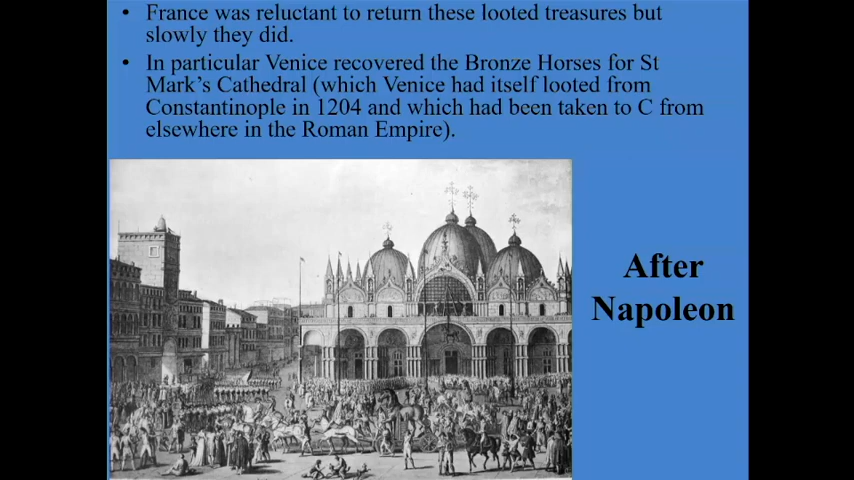 • France was reluctant to return these looted treasures but
slowly they did.
• In particular Venice recovered the Bronze Horses for St
Mark’s Cathedral (which Venice had itself looted from
Constantinople in 1204 and which had been taken to C from
elsewhere in the Roman Empire).
After
Napoleon